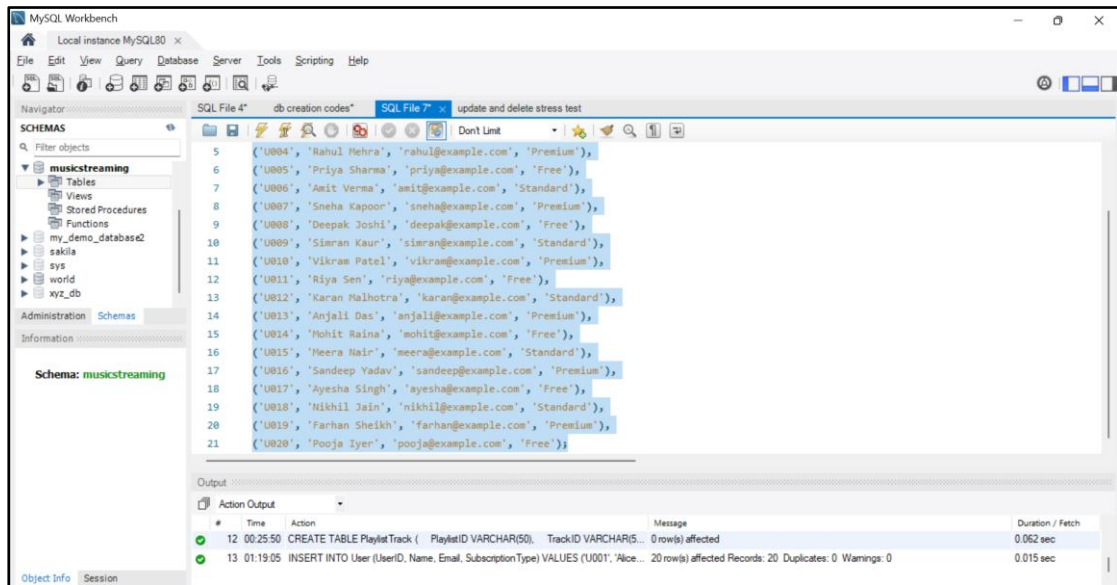 MySQL Workbench
Local instance MySQL80 ×
File Edit View Query Database Server Tools Scripting Help
Navigator
SCHEMAS
Filter objects
musicstreaming
Tables
Views
Stored Procedures
Functions
my_demo_database2
sakila
sys
world
xyz_db
Administration Schemas
Information
Schema: musicstreaming
Object Info Session
SQL File 4* db creation codes* SQL File 7* × update and delete stress test
Don't Limit
5 ('U004', 'Rahul Mehra', 'rahul@example.com', 'Premium'),
6 ('U005', 'Priya Sharma', 'priya@example.com', 'Free'),
7 ('U006', 'Amit Verma', 'amit@example.com', 'Standard'),
8 ('U007', 'Sneha Kapoor', 'sneha@example.com', 'Premium'),
9 ('U008', 'Deepak Joshi', 'deepak@example.com', 'Free'),
10 ('U009', 'Simran Kaur', 'simran@example.com', 'Standard'),
11 ('U010', 'Vikram Patel', 'vikram@example.com', 'Premium'),
12 ('U011', 'Riya Sen', 'riya@example.com', 'Free'),
13 ('U012', 'Karan Malhotra', 'karan@example.com', 'Standard'),
14 ('U013', 'Anjali Das', 'anjali@example.com', 'Premium'),
15 ('U014', 'Mohit Raina', 'mohit@example.com', 'Free'),
16 ('U015', 'Meera Nair', 'meera@example.com', 'Standard'),
17 ('U016', 'Sandeep Yadav', 'sandeep@example.com', 'Premium'),
18 ('U017', 'Ayesha Singh', 'ayesha@example.com', 'Free'),
19 ('U018', 'Nikhil Jain', 'nikhil@example.com', 'Standard'),
20 ('U019', 'Farhan Sheikh', 'farhan@example.com', 'Premium'),
21 ('U020', 'Pooja Iyer', 'pooja@example.com', 'Free');
Output
Action Output
# Time Action Message Duration / Fetch
12 00:25:50 CREATE TABLE PlaylistTrack ( PlaylistID VARCHAR(50), TrackID VARCHAR(5... 0 row(s) affected 0.062 sec
13 01:19:05 INSERT INTO User (UserID, Name, Email, SubscriptionType) VALUES ('U001', 'Alice... 20 row(s) affected Records: 20 Duplicates: 0 Warnings: 0 0.015 sec